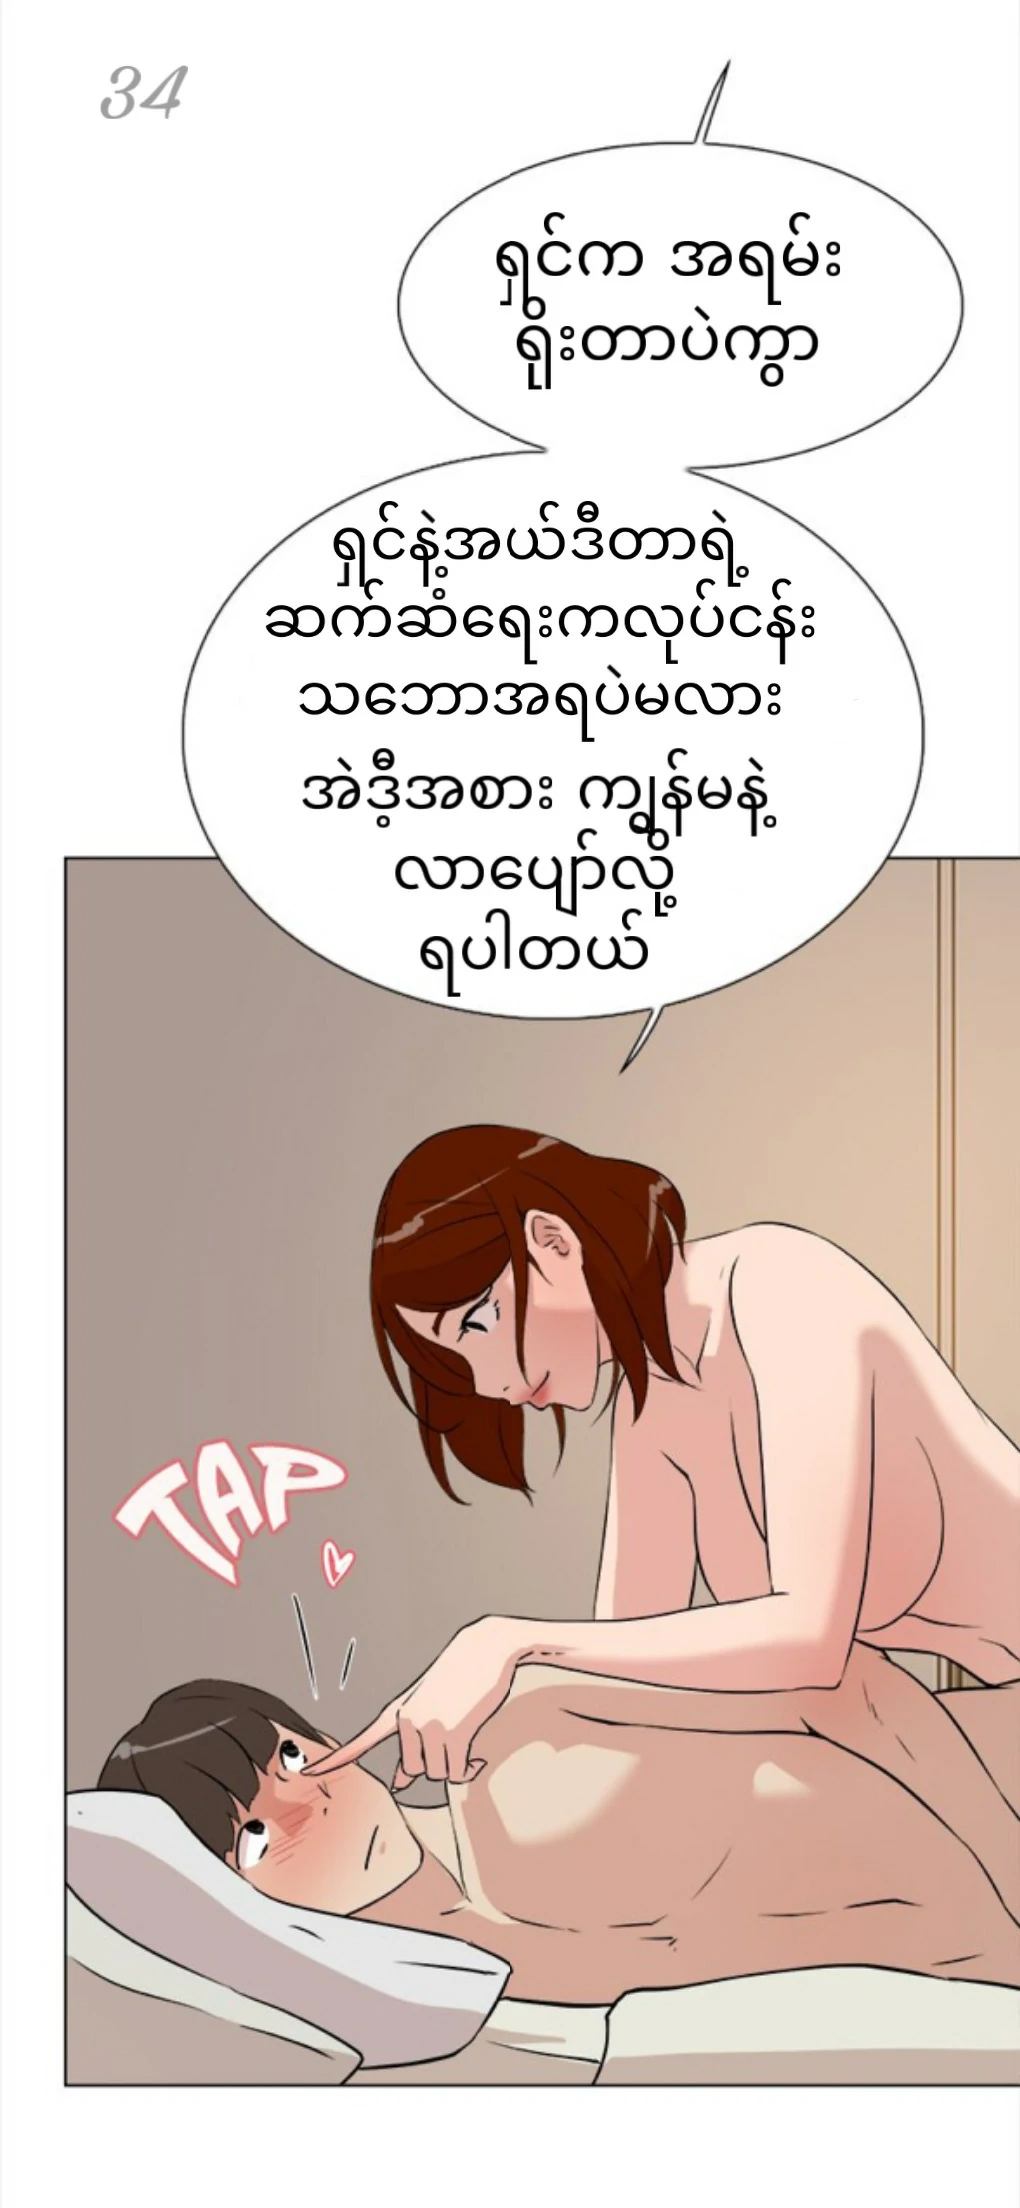 34
ရှင်က အရမ်း
ရိုးတာပဲကွာ
ရှင်နဲ့အယ်ဒီတာရဲ့
ဆက်ဆံရေးကလုပ်ငန်း
သဘောအရပဲမလား
အဲဒီ့အစား ကျွန်မနဲ့
လာပျော်လို့
ရပါတယ်
TAP